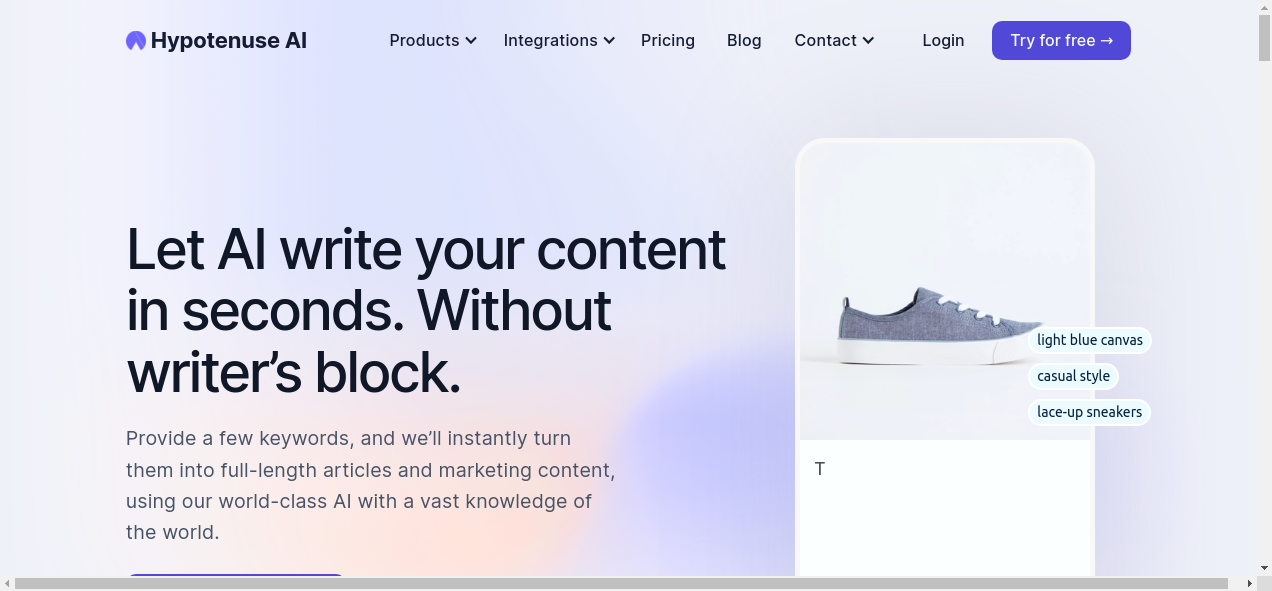 Hypotenuse AI
Products
Integrations
Pricing
Blog
Contact
Login
Try for free →
Let AI write your content
in seconds. Without
writer’s block.
Provide a few keywords, and we’ll instantly turn
them into full-length articles and marketing content,
using our world-class AI with a vast knowledge of
the world.
light blue canvas
casual style
lace-up sneakers
T